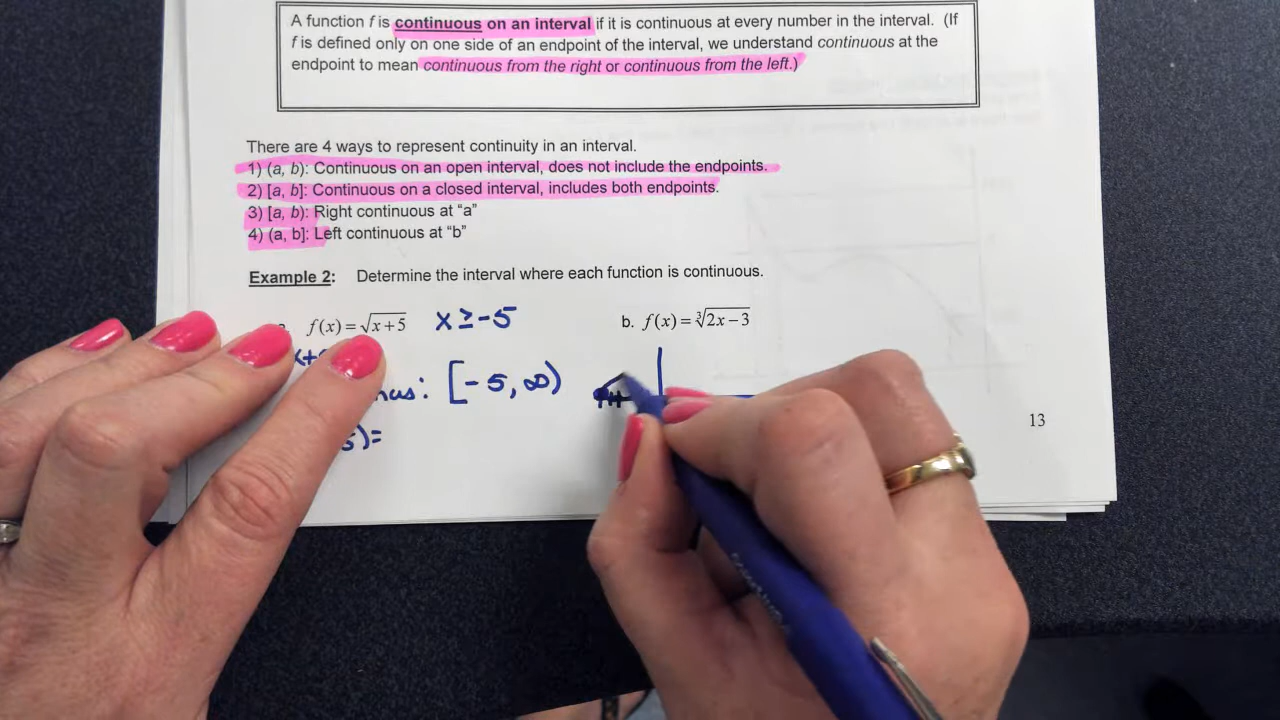 A function f is continuous on an interval if it is continuous at every number in the interval. (If
f is defined only on one side of an endpoint of the interval, we understand continuous at the
endpoint to mean continuous from the right or continuous from the left.)
There are 4 ways to represent continuity in an interval.
1) (a, b): Continuous on an open interval, does not include the endpoints.
2) [a, b]: Continuous on a closed interval, includes both endpoints.
3) [a, b): Right continuous at “a”
4) (a, b]: Left continuous at “b”
Example 2: Determine the interval where each function is continuous.
f(x) = √x+5 x ≥ -5 b. f(x) = ∛2x−3
[-5, ∞)
)=
13